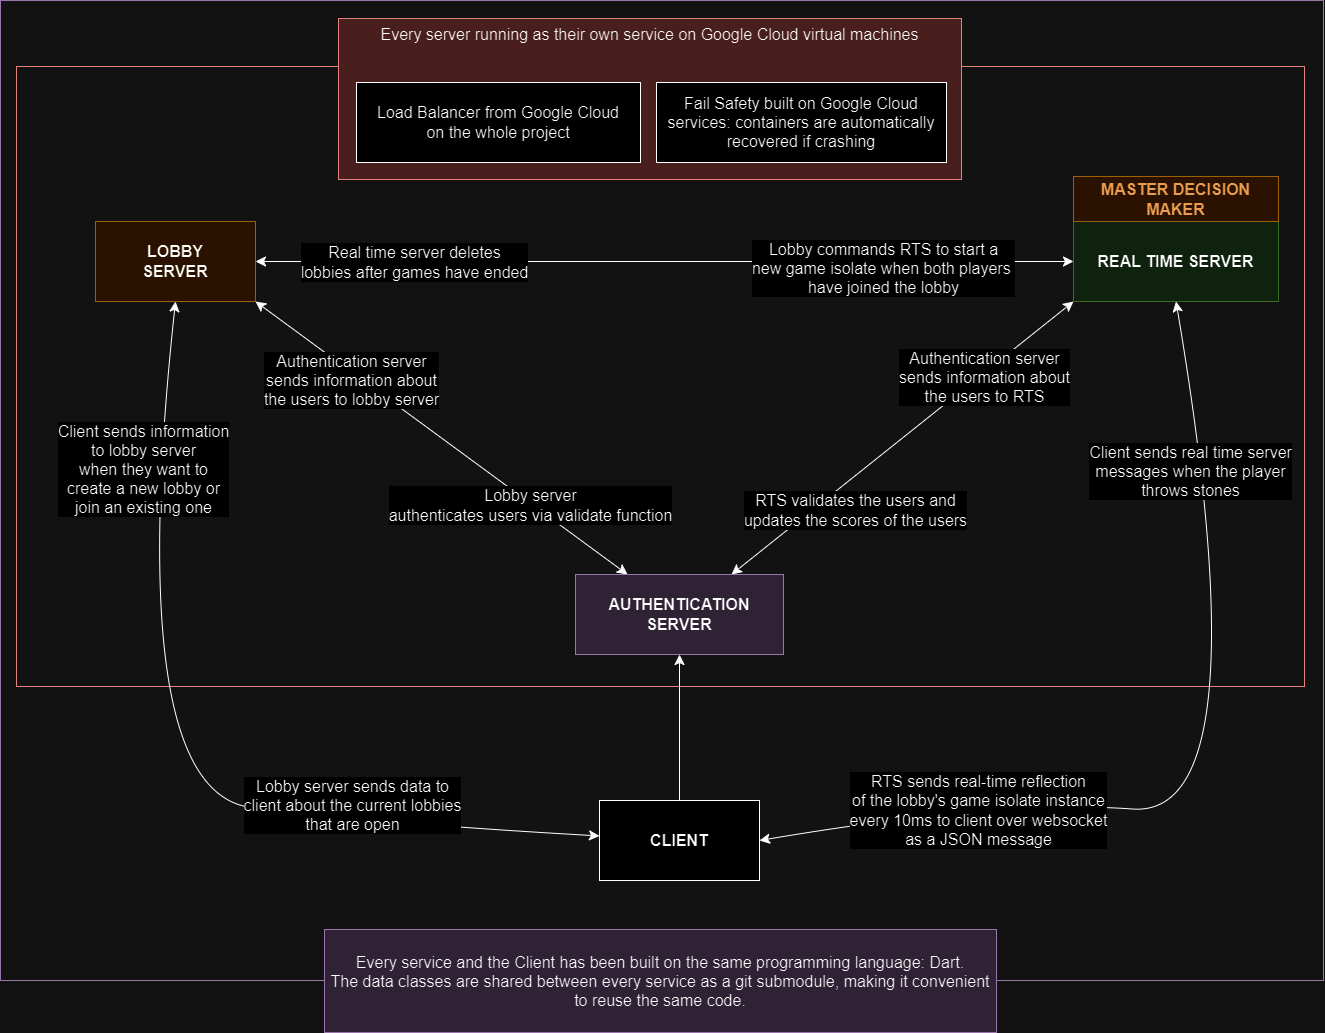 Every server running as their own service on Google Cloud virtual machines
Load Balancer from Google Cloud
on the whole project
Fail Safety built on Google Cloud
services: containers are automatically
recovered if crashing
MASTER DECISION
MAKER
LOBBY
SERVER
Real time server deletes
lobbies after games have ended
Lobby commands RTS to start a
new game isolate when both players
have joined the lobby
REAL TIME SERVER
Authentication server
sends information about
the users to lobby server
Authentication server
sends information about
the users to RTS
Client sends information
to lobby server
when they want to
create a new lobby or
join an existing one
Client sends real time server
messages when the player
throws stones
Lobby server
authenticates users via validate function
RTS validates the users and
updates the scores of the users
AUTHENTICATION
SERVER
Lobby server sends data to
client about the current lobbies
that are open
RTS sends real-time reflection
of the lobby's game isolate instance
every 10ms to client over websocket
as a JSON message
CLIENT
Every service and the Client has been built on the same programming language: Dart.
The data classes are shared between every service as a git submodule, making it convenient
to reuse the same code.